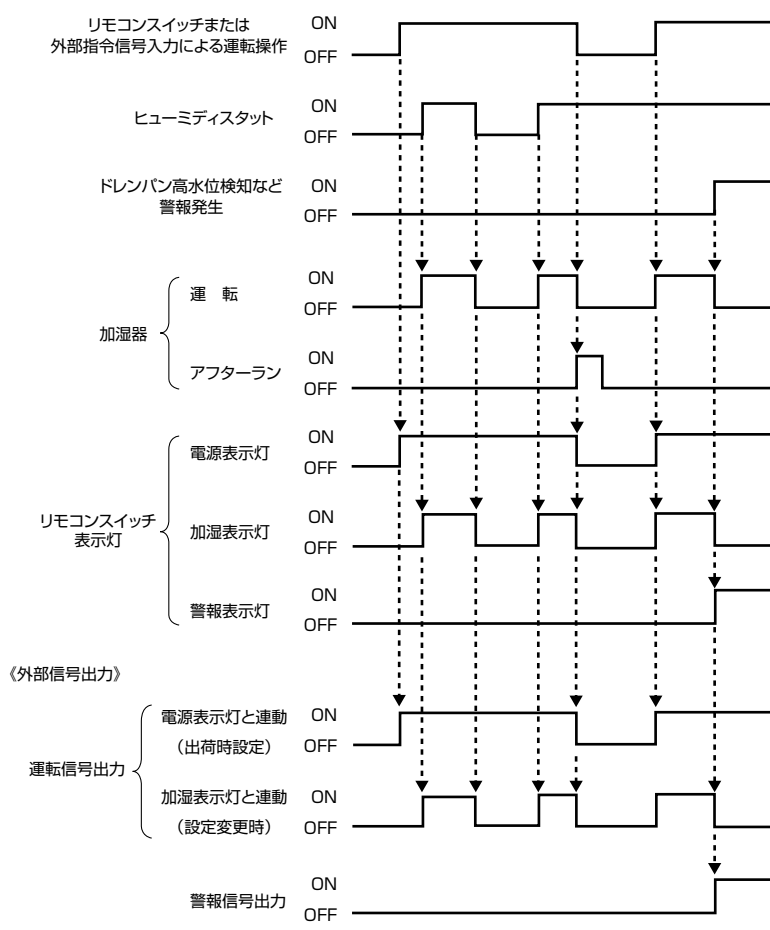 リモコンスイッチまたは
外部指令信号入力による運転操作
ON
OFF
ヒューミディスタット
ON
OFF
ドレンパン高水位検知など
警報発生
ON
OFF
加湿器
運　転
ON
OFF
アフターラン
ON
OFF
リモコンスイッチ
表示灯
電源表示灯
ON
OFF
加湿表示灯
ON
OFF
警報表示灯
ON
OFF
《外部信号出力》
運転信号出力
電源表示灯と連動
（出荷時設定）
ON
OFF
加湿表示灯と連動
（設定変更時）
ON
OFF
警報信号出力
ON
OFF